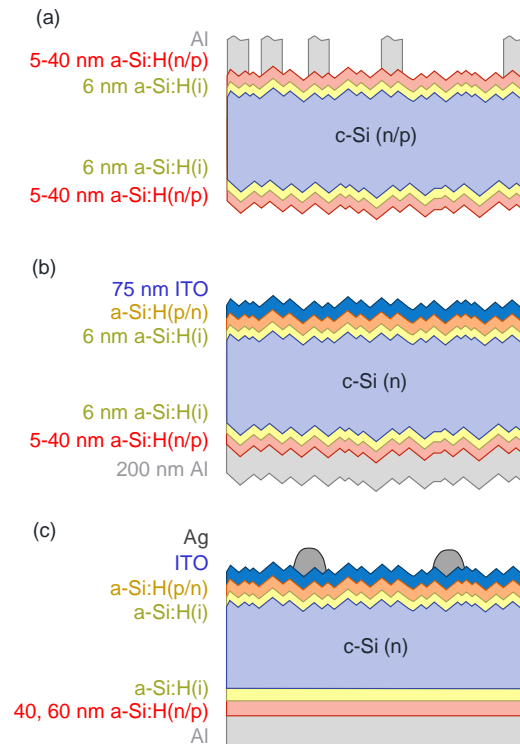 (a)
Al
5-40 nm a-Si:H(n/p)
6 nm a-Si:H(i)
c-Si (n/p)
6 nm a-Si:H(i)
5-40 nm a-Si:H(n/p)
(b)
75 nm ITO
a-Si:H(p/n)
6 nm a-Si:H(i)
c-Si (n)
6 nm a-Si:H(i)
5-40 nm a-Si:H(n/p)
200 nm Al
(c)
Ag
ITO
a-Si:H(p/n)
a-Si:H(i)
c-Si (n)
a-Si:H(i)
40, 60 nm a-Si:H(n/p)
Al